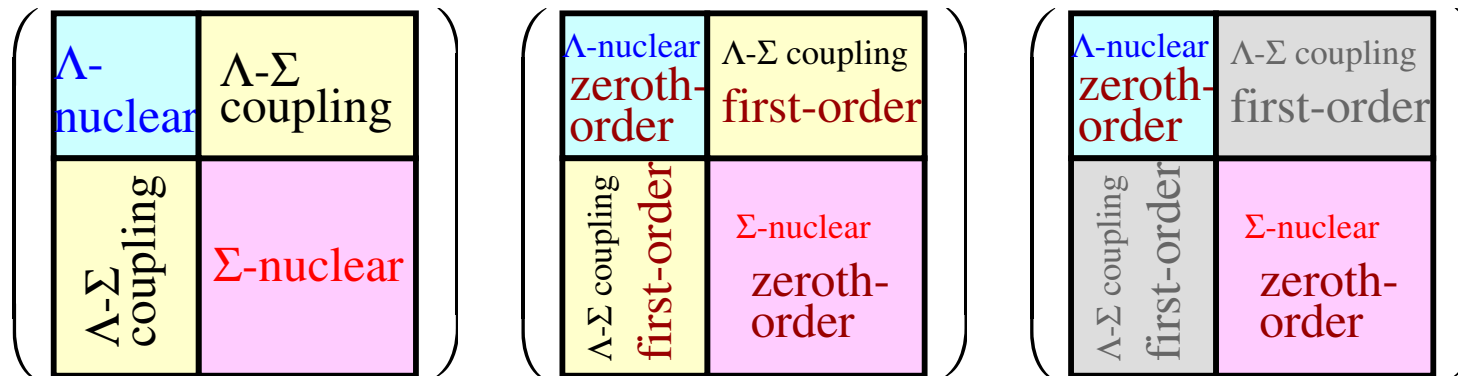 Λ-
nuclear
Λ-Σ
coupling
Λ-Σ
coupling
Σ-nuclear
Λ-nuclear
zeroth-
order
Λ-Σ coupling
first-order
Λ-Σ coupling
first-order
Σ-nuclear
zeroth-
order
Λ-nuclear
zeroth-
order
Λ-Σ coupling
first-order
Λ-Σ coupling
first-order
Σ-nuclear
zeroth-
order